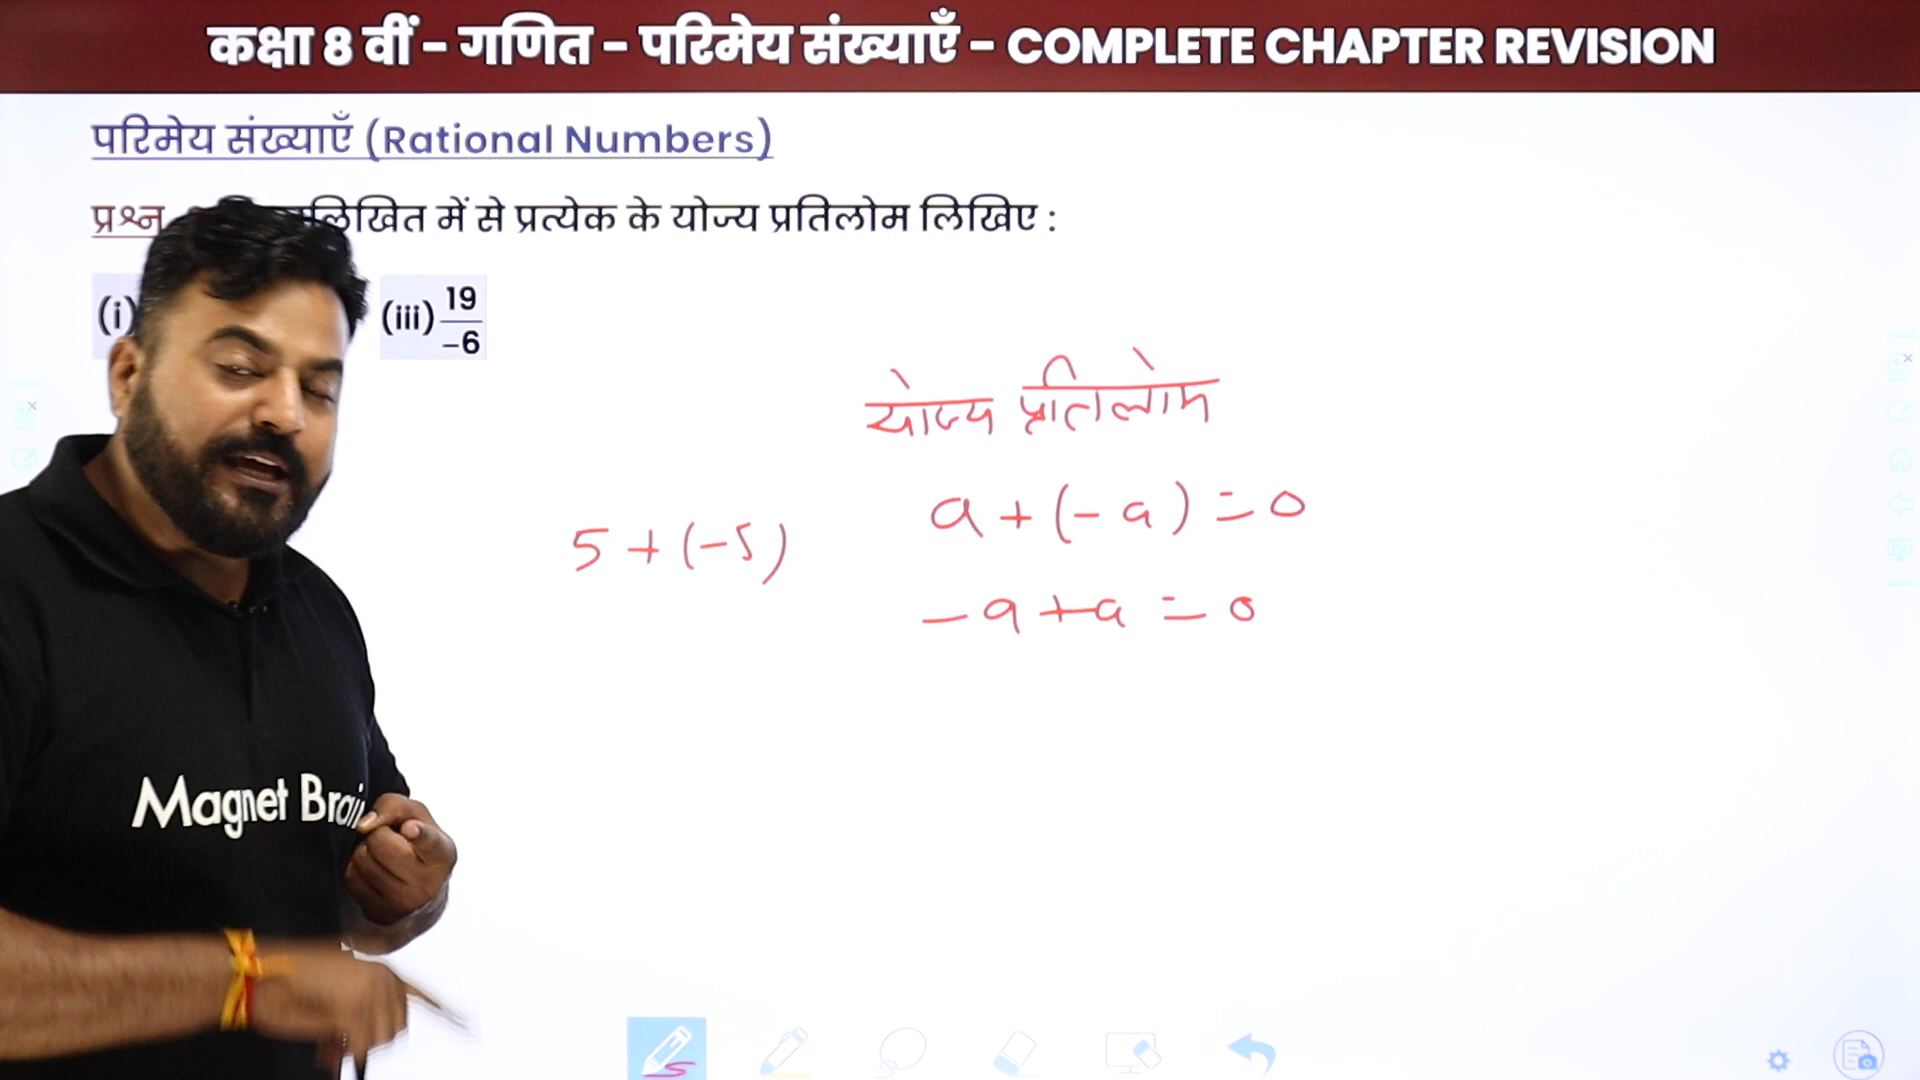 कक्षा 8 वीं - गणित - परिमेय संख्याएँ - COMPLETE CHAPTER REVISION
परिमेय संख्याएँ (Rational Numbers)
प्रश्न लिखित में से प्रत्येक के योज्य प्रतिलोम लिखिए :
(i) (iii) 19/-6
योज्य प्रतिलोम
a + (- a) = 0
5 + (-5)
- a + a = 0
Magnet Brai